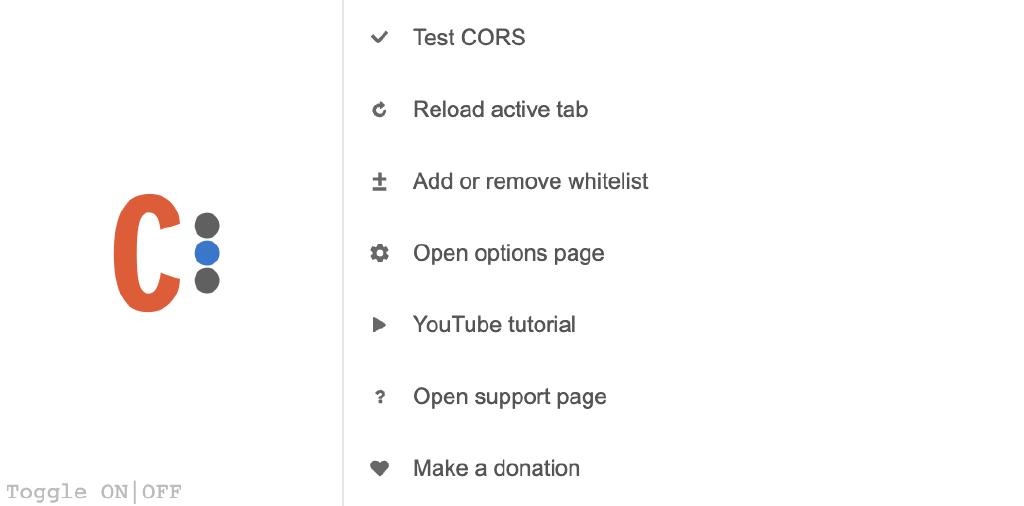 Test CORS
Reload active tab
Add or remove whitelist
Open options page
YouTube tutorial
Open support page
Make a donation
C
Toggle ON|OFF